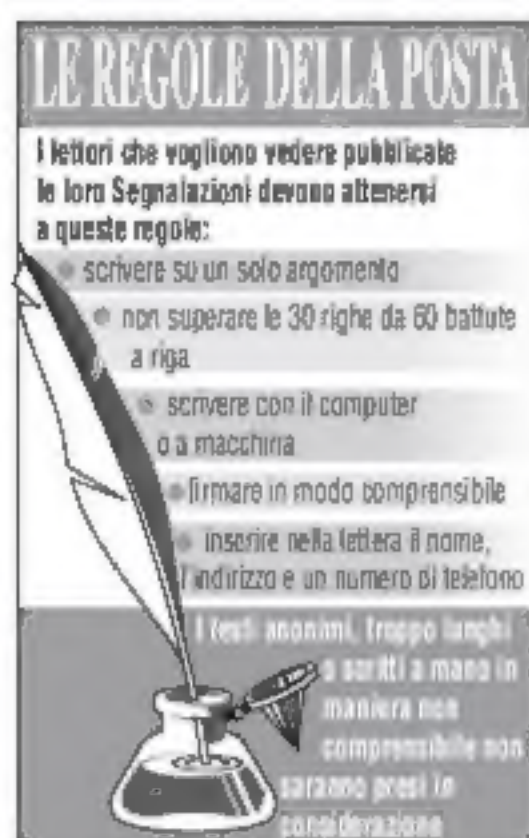 LE REGOLE DELLA POSTA
I lettori che vogliono vedere pubblicate
le loro Segnalazioni devono attenersi
a queste regole:
• scrivere su un solo argomento
• non superare le 30 righe da 60 battute
a riga
• scrivere con il computer
o a macchina
• firmare in modo comprensibile
• inserire nella lettera il nome,
l'indirizzo e un numero di telefono
I testi anonimi, troppo lunghi
o scritti a mano in
maniera non
comprensibile non
saranno presi in
considerazione